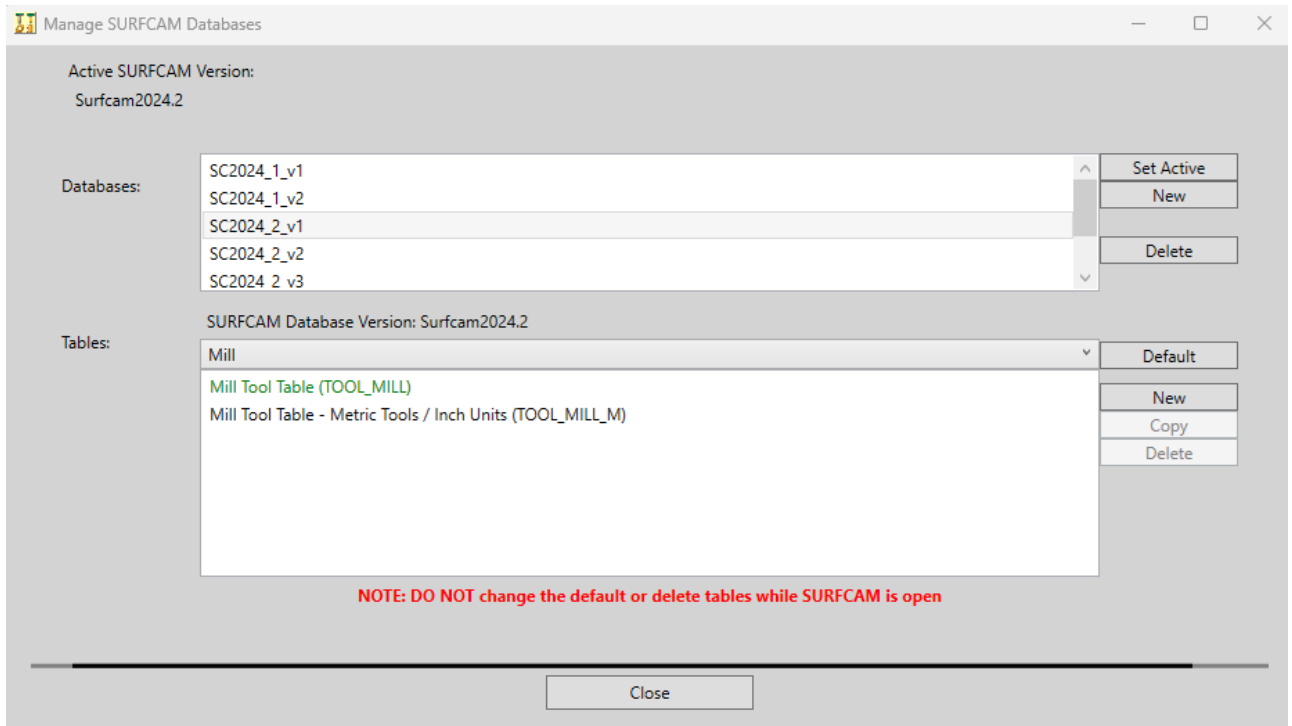 Manage SURFCAM Databases
Active SURFCAM Version:
Surfcam2024.2
Databases:
SC2024_1_v1
SC2024_1_v2
SC2024_2_v1
SC2024_2_v2
SC2024_2_v3
Set Active
New
Delete
SURFCAM Database Version: Surfcam2024.2
Tables:
Mill
Mill Tool Table (TOOL_MILL)
Mill Tool Table - Metric Tools / Inch Units (TOOL_MILL_M)
Default
New
Copy
Delete
NOTE: DO NOT change the default or delete tables while SURFCAM is open
Close